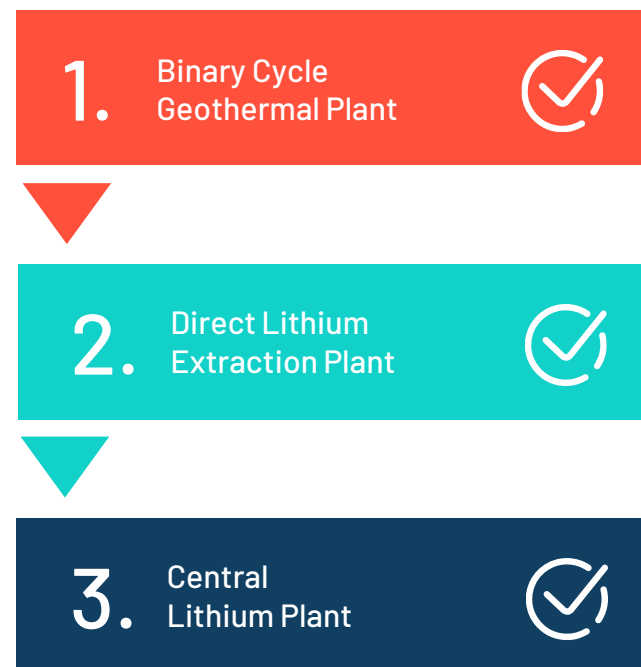 1.
Binary Cycle
Geothermal Plant
2.
Direct Lithium
Extraction Plant
3.
Central
Lithium Plant